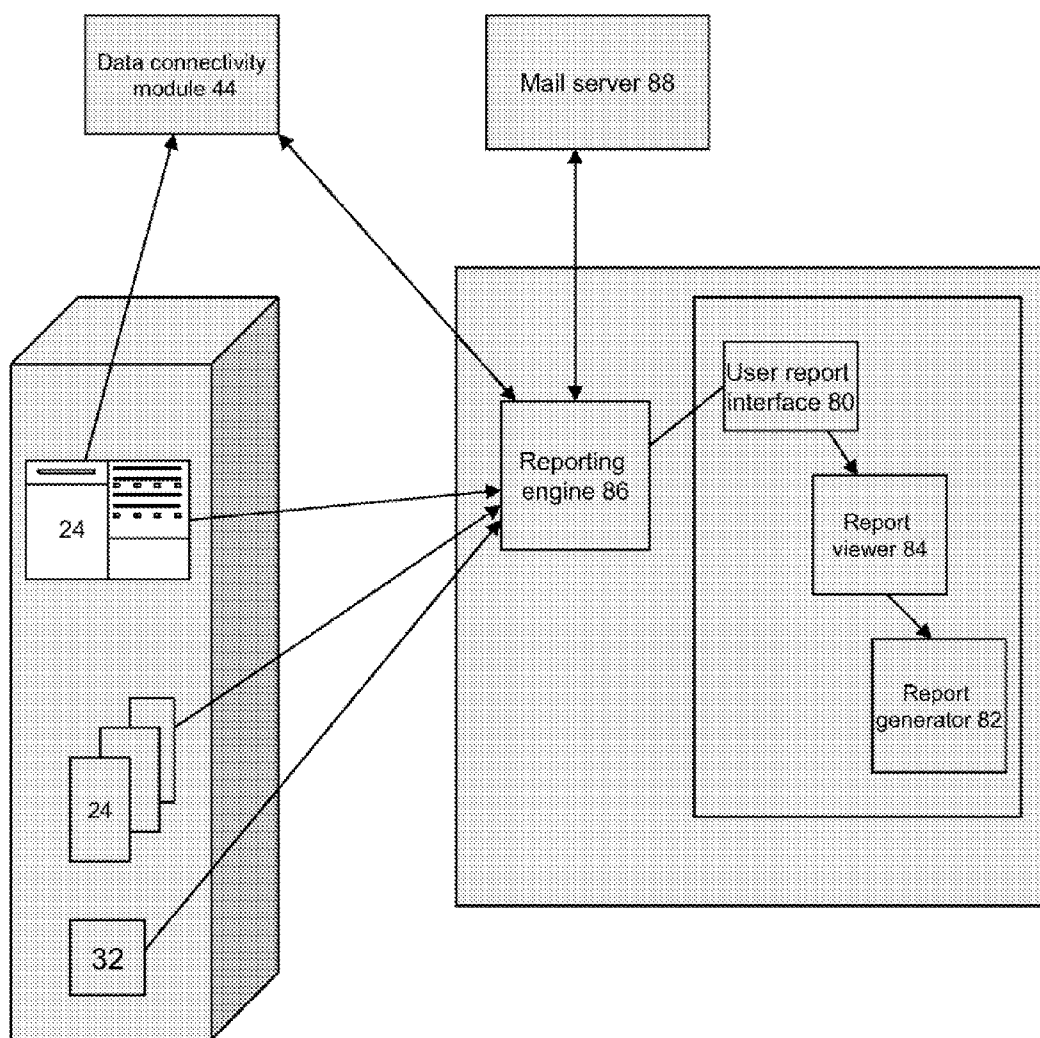 Data connectivity
module 44
Mail server 88
User report
interface 80
Reporting
engine 86
24
Report
viewer 84
Report
generator 82
24
32